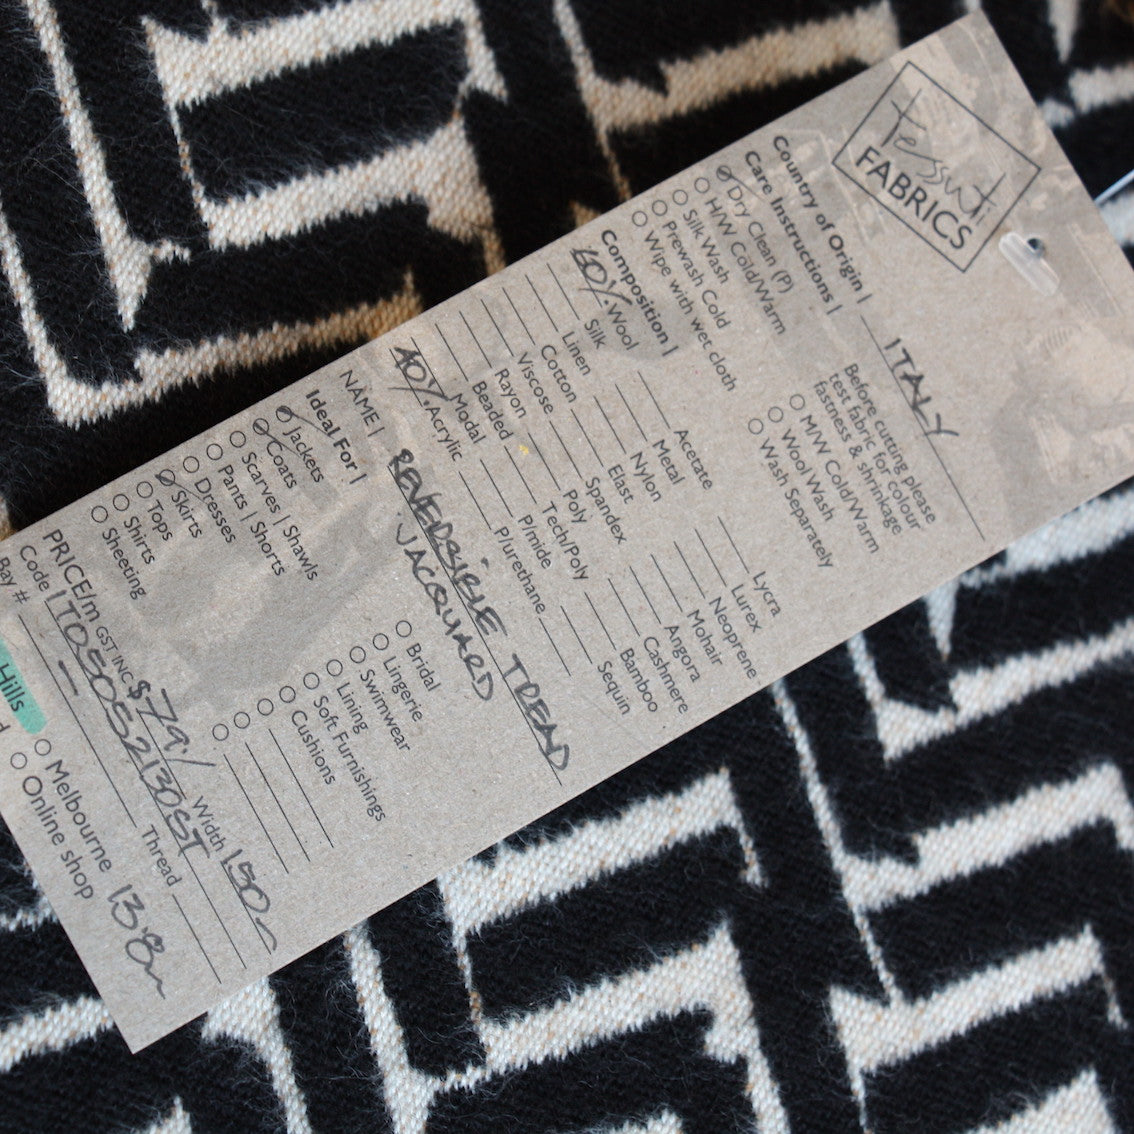 tessuti
FABRICS
Country of Origin | ITALY
Care Instructions |
Before cutting please
test fabric for colour
fastness & shrinkage
Dry Clean (P)
H/W Cold/Warm
Silk Wash
Prewash Cold
Wipe with wet cloth
M/W Cold/Warm
Wool Wash
Wash Separately
Composition |
60% Wool
Silk
Linen
Cotton
Viscose
Rayon
Beaded
Modal
40% Acrylic
Acetate
Metal
Nylon
Elast
Spandex
Poly
Tech/Poly
P/mide
P/urethane
Lycra
Lurex
Neoprene
Mohair
Angora
Cashmere
Bamboo
Sequin
NAME | REVERSIBLE TREAD
JACQUARD
Ideal For |
Jackets
Coats
Scarves | Shawls
Pants | Shorts
Dresses
Skirts
Tops
Shirts
Sheeting
Bridal
Lingerie
Swimwear
Lining
Soft Furnishings
Cushions
PRICE/m GST INC $79./ Width 150
Code ITOS05213OST
Bay # Thread
Hills
Melbourne 13.8m
Online shop